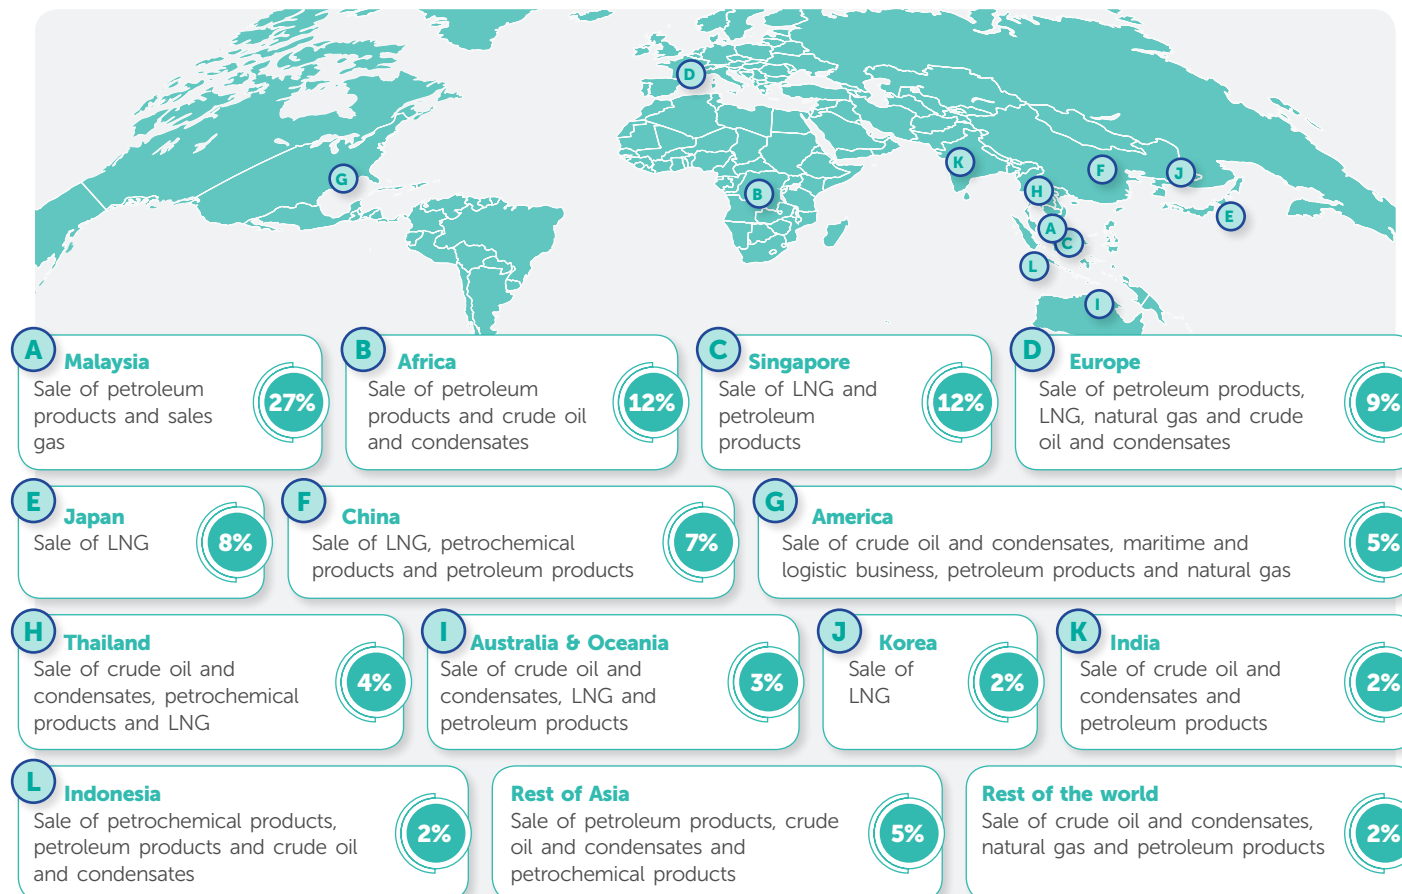 D
G
K
F
J
B
H
E
A
C
L
I
A
Malaysia
Sale of petroleum
products and sales
gas
27%
B
Africa
Sale of petroleum
products and crude oil
and condensates
12%
C
Singapore
Sale of LNG and
petroleum
products
12%
D
Europe
Sale of petroleum products,
LNG, natural gas and crude
oil and condensates
9%
E
Japan
Sale of LNG
8%
F
China
Sale of LNG, petrochemical
products and petroleum products
7%
G
America
Sale of crude oil and condensates, maritime and
logistic business, petroleum products and natural gas
5%
H
Thailand
Sale of crude oil and
condensates, petrochemical
products and LNG
4%
I
Australia & Oceania
Sale of crude oil and
condensates, LNG and
petroleum products
3%
J
Korea
Sale of
LNG
2%
K
India
Sale of crude oil and
condensates and
petroleum products
2%
L
Indonesia
Sale of petrochemical products,
petroleum products and crude oil
and condensates
2%
Rest of Asia
Sale of petroleum products, crude
oil and condensates and
petrochemical products
5%
Rest of the world
Sale of crude oil and condensates,
natural gas and petroleum products
2%